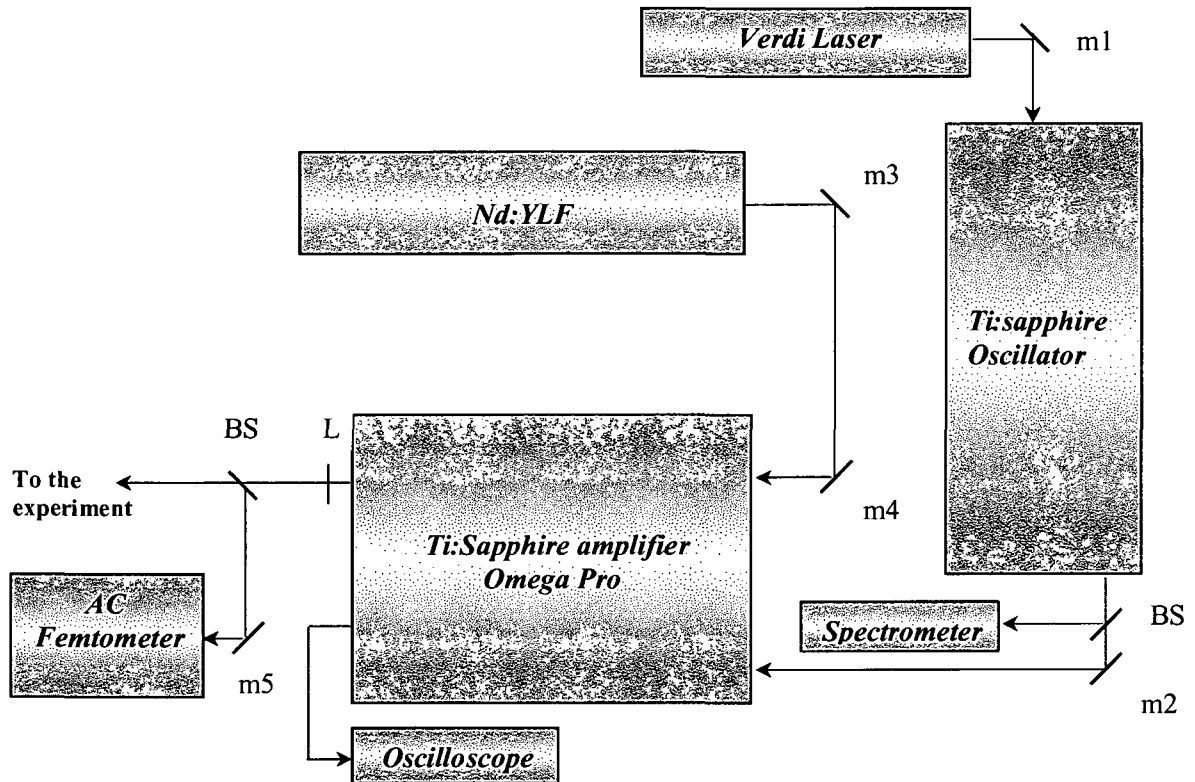 Verdi Laser
m1
m3
Nd:YLF
Ti:sapphire
Oscillator
BS
L
To the
experiment
m4
Ti:Sapphire amplifier
Omega Pro
AC
Femtometer
Spectrometer
BS
m5
m2
Oscilloscope